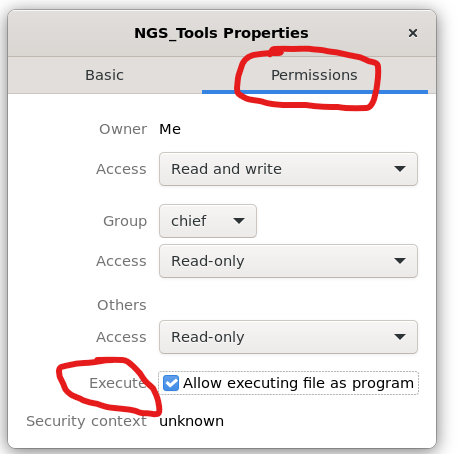 NGS_Tools Properties ×
Basic Permissions
Owner Me
Access Read and write
Group chief
Access Read-only
Others
Access Read-only
Execute Allow executing file as program
Security context unknown